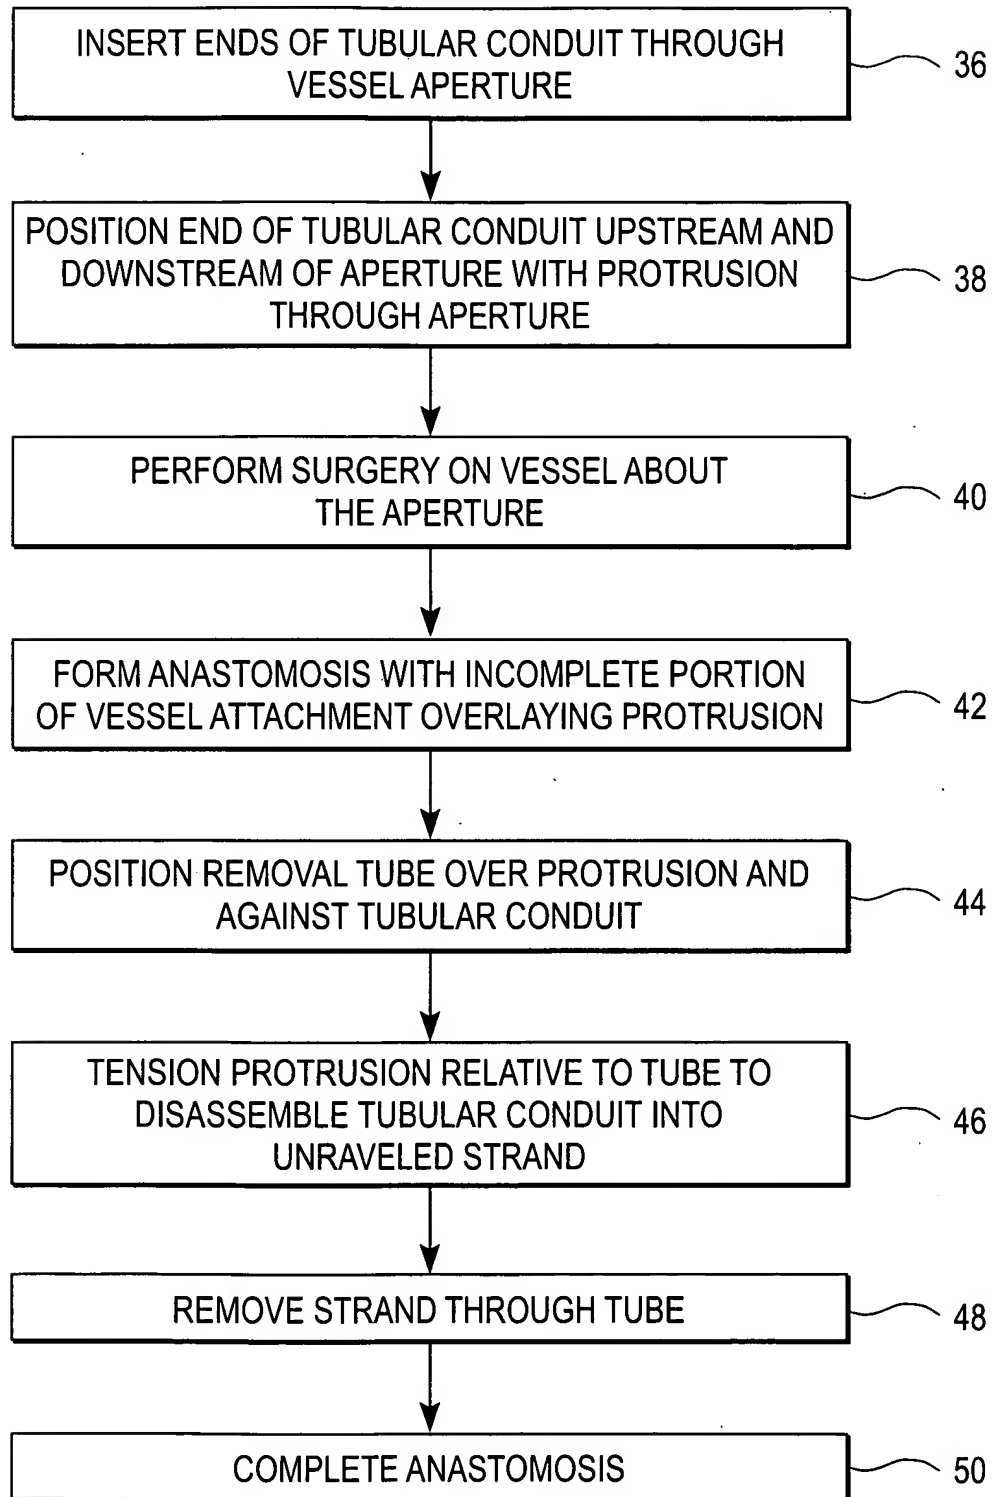 INSERT ENDS OF TUBULAR CONDUIT THROUGH
VESSEL APERTURE
36
POSITION END OF TUBULAR CONDUIT UPSTREAM AND
DOWNSTREAM OF APERTURE WITH PROTRUSION
THROUGH APERTURE
38
PERFORM SURGERY ON VESSEL ABOUT
THE APERTURE
40
FORM ANASTOMOSIS WITH INCOMPLETE PORTION
OF VESSEL ATTACHMENT OVERLAYING PROTRUSION
42
POSITION REMOVAL TUBE OVER PROTRUSION AND
AGAINST TUBULAR CONDUIT
44
TENSION PROTRUSION RELATIVE TO TUBE TO
DISASSEMBLE TUBULAR CONDUIT INTO
UNRAVELED STRAND
46
REMOVE STRAND THROUGH TUBE
48
COMPLETE ANASTOMOSIS
50